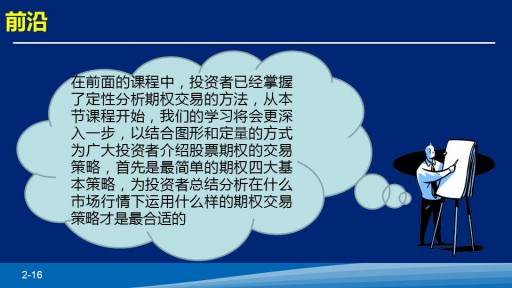 前沿
在前面的课程中，投资者已经掌握
了定性分析期权交易的方法，从本
节课程开始，我们的学习将会更深
入一步，以结合图形和定量的方式
为广大投资者介绍股票期权的交易
策略，首先是最简单的期权四大基
本策略，为投资者总结分析在什么
市场行情下运用什么样的期权交易
策略才是最合适的
2-16